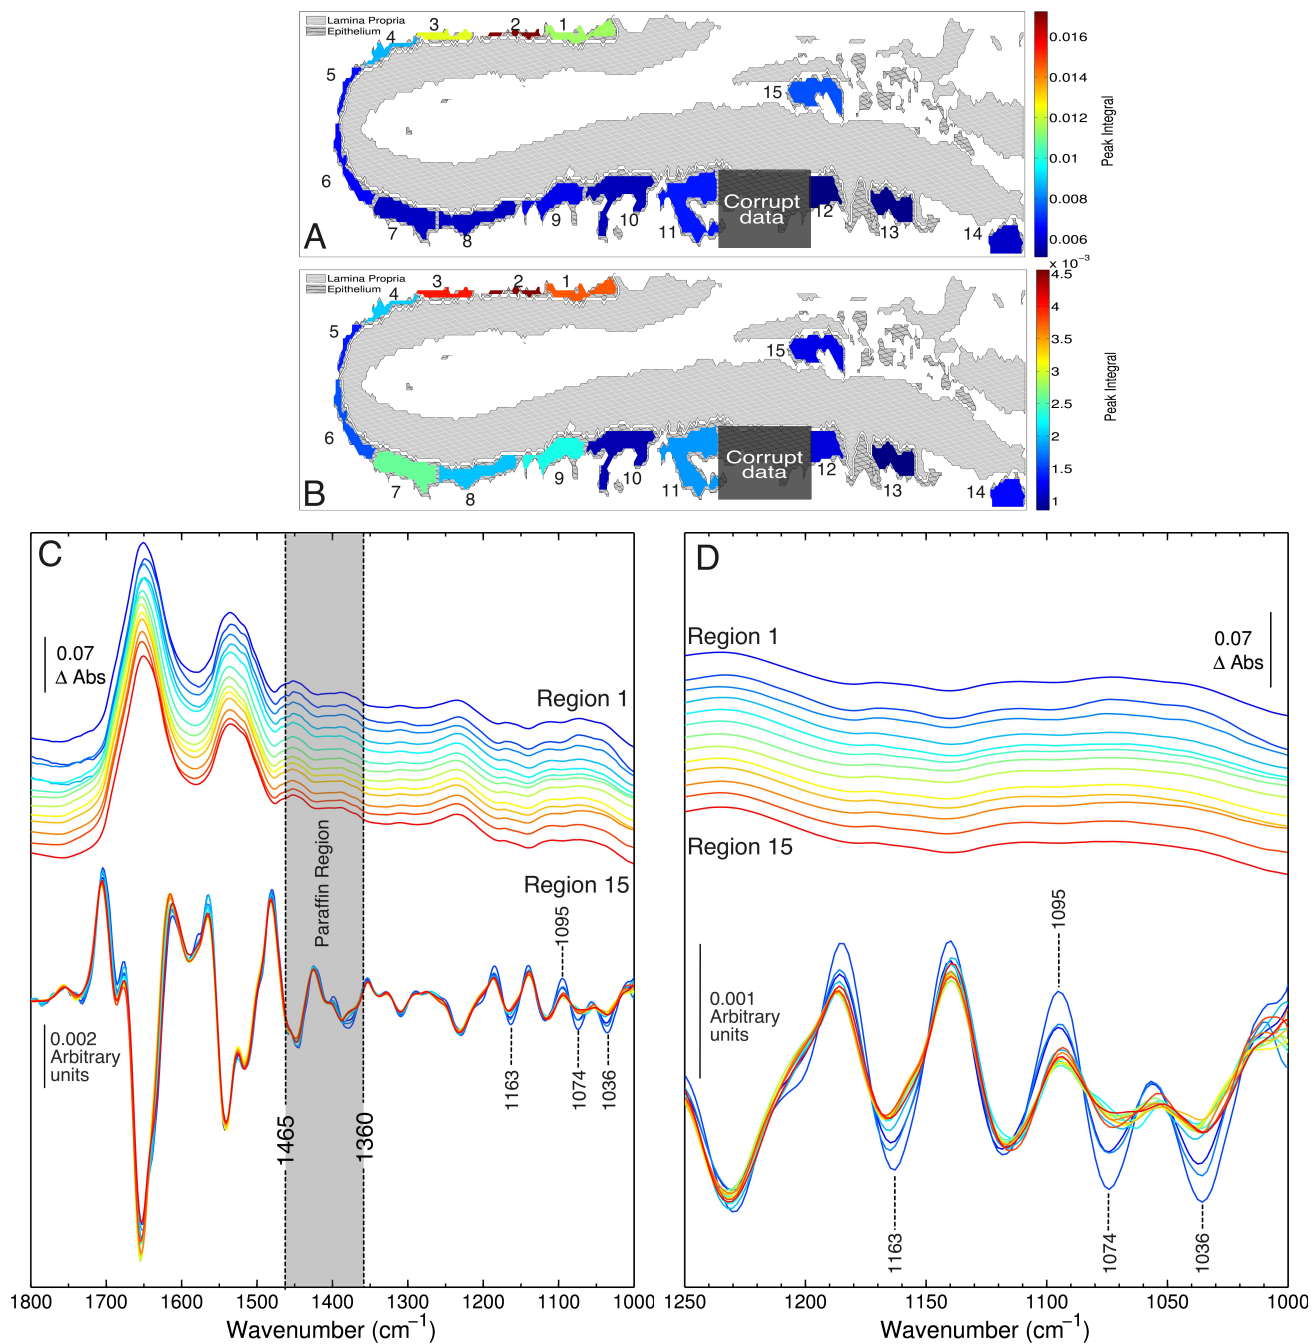 Lamina Propria
Epithelium
1
2
3
4
5
6
7
8
9
10
11
12
13
14
15
Corrupt
data
A
0.016
0.014
0.012
0.01
0.008
0.006
Peak Integral
x 10⁻³
Lamina Propria
Epithelium
1
2
3
4
5
6
7
8
9
10
11
12
13
14
15
Corrupt
data
B
4.5
4
3.5
3
2.5
2
1.5
1
Peak Integral
C
0.07
Δ Abs
Region 1
Region 15
Paraffin Region
0.002
Arbitrary
units
1095
1163
1074
1036
1465
1360
1800 1700 1600 1500 1400 1300 1200 1100 1000
Wavenumber (cm⁻¹)
D
Region 1
0.07
Δ Abs
Region 15
1095
0.001
Arbitrary
units
1163
1074
1036
1250 1200 1150 1100 1050 1000
Wavenumber (cm⁻¹)